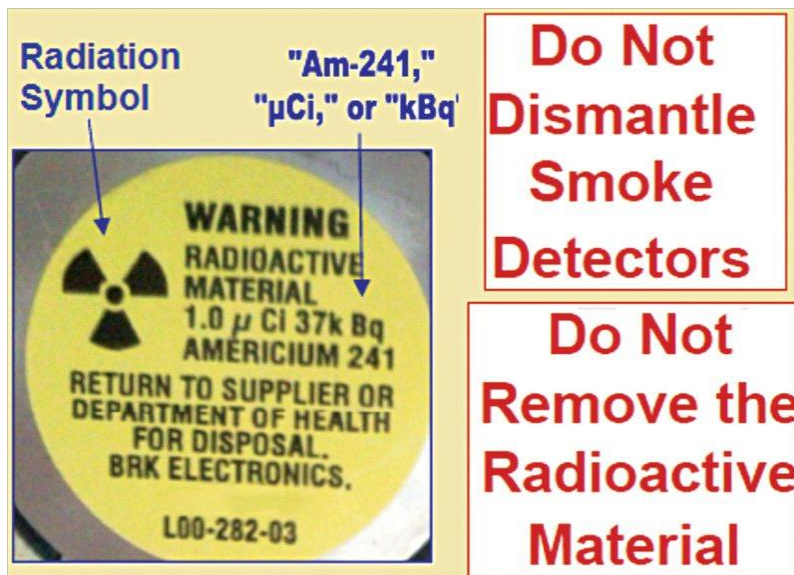 Radiation
Symbol
"Am-241,"
"µCi," or "kBq"
WARNING
RADIOACTIVE
MATERIAL
1.0 µ Ci 37k Bq
AMERICIUM 241
RETURN TO SUPPLIER OR
DEPARTMENT OF HEALTH
FOR DISPOSAL.
BRK ELECTRONICS.
L00-282-03
Do Not
Dismantle
Smoke
Detectors
Do Not
Remove the
Radioactive
Material